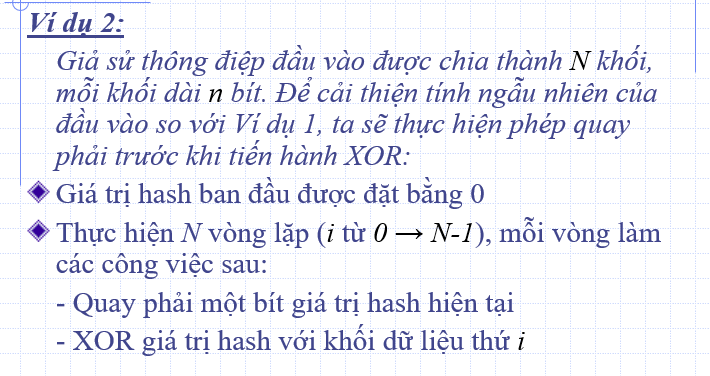 Ví dụ 2:
Giả sử thông điệp đầu vào được chia thành N khối,
mỗi khối dài n bít. Để cải thiện tính ngẫu nhiên của
đầu vào so với Ví dụ 1, ta sẽ thực hiện phép quay
phải trước khi tiến hành XOR:
Giá trị hash ban đầu được đặt bằng 0
Thực hiện N vòng lặp (i từ 0 → N-1), mỗi vòng làm
các công việc sau:
- Quay phải một bít giá trị hash hiện tại
- XOR giá trị hash với khối dữ liệu thứ i